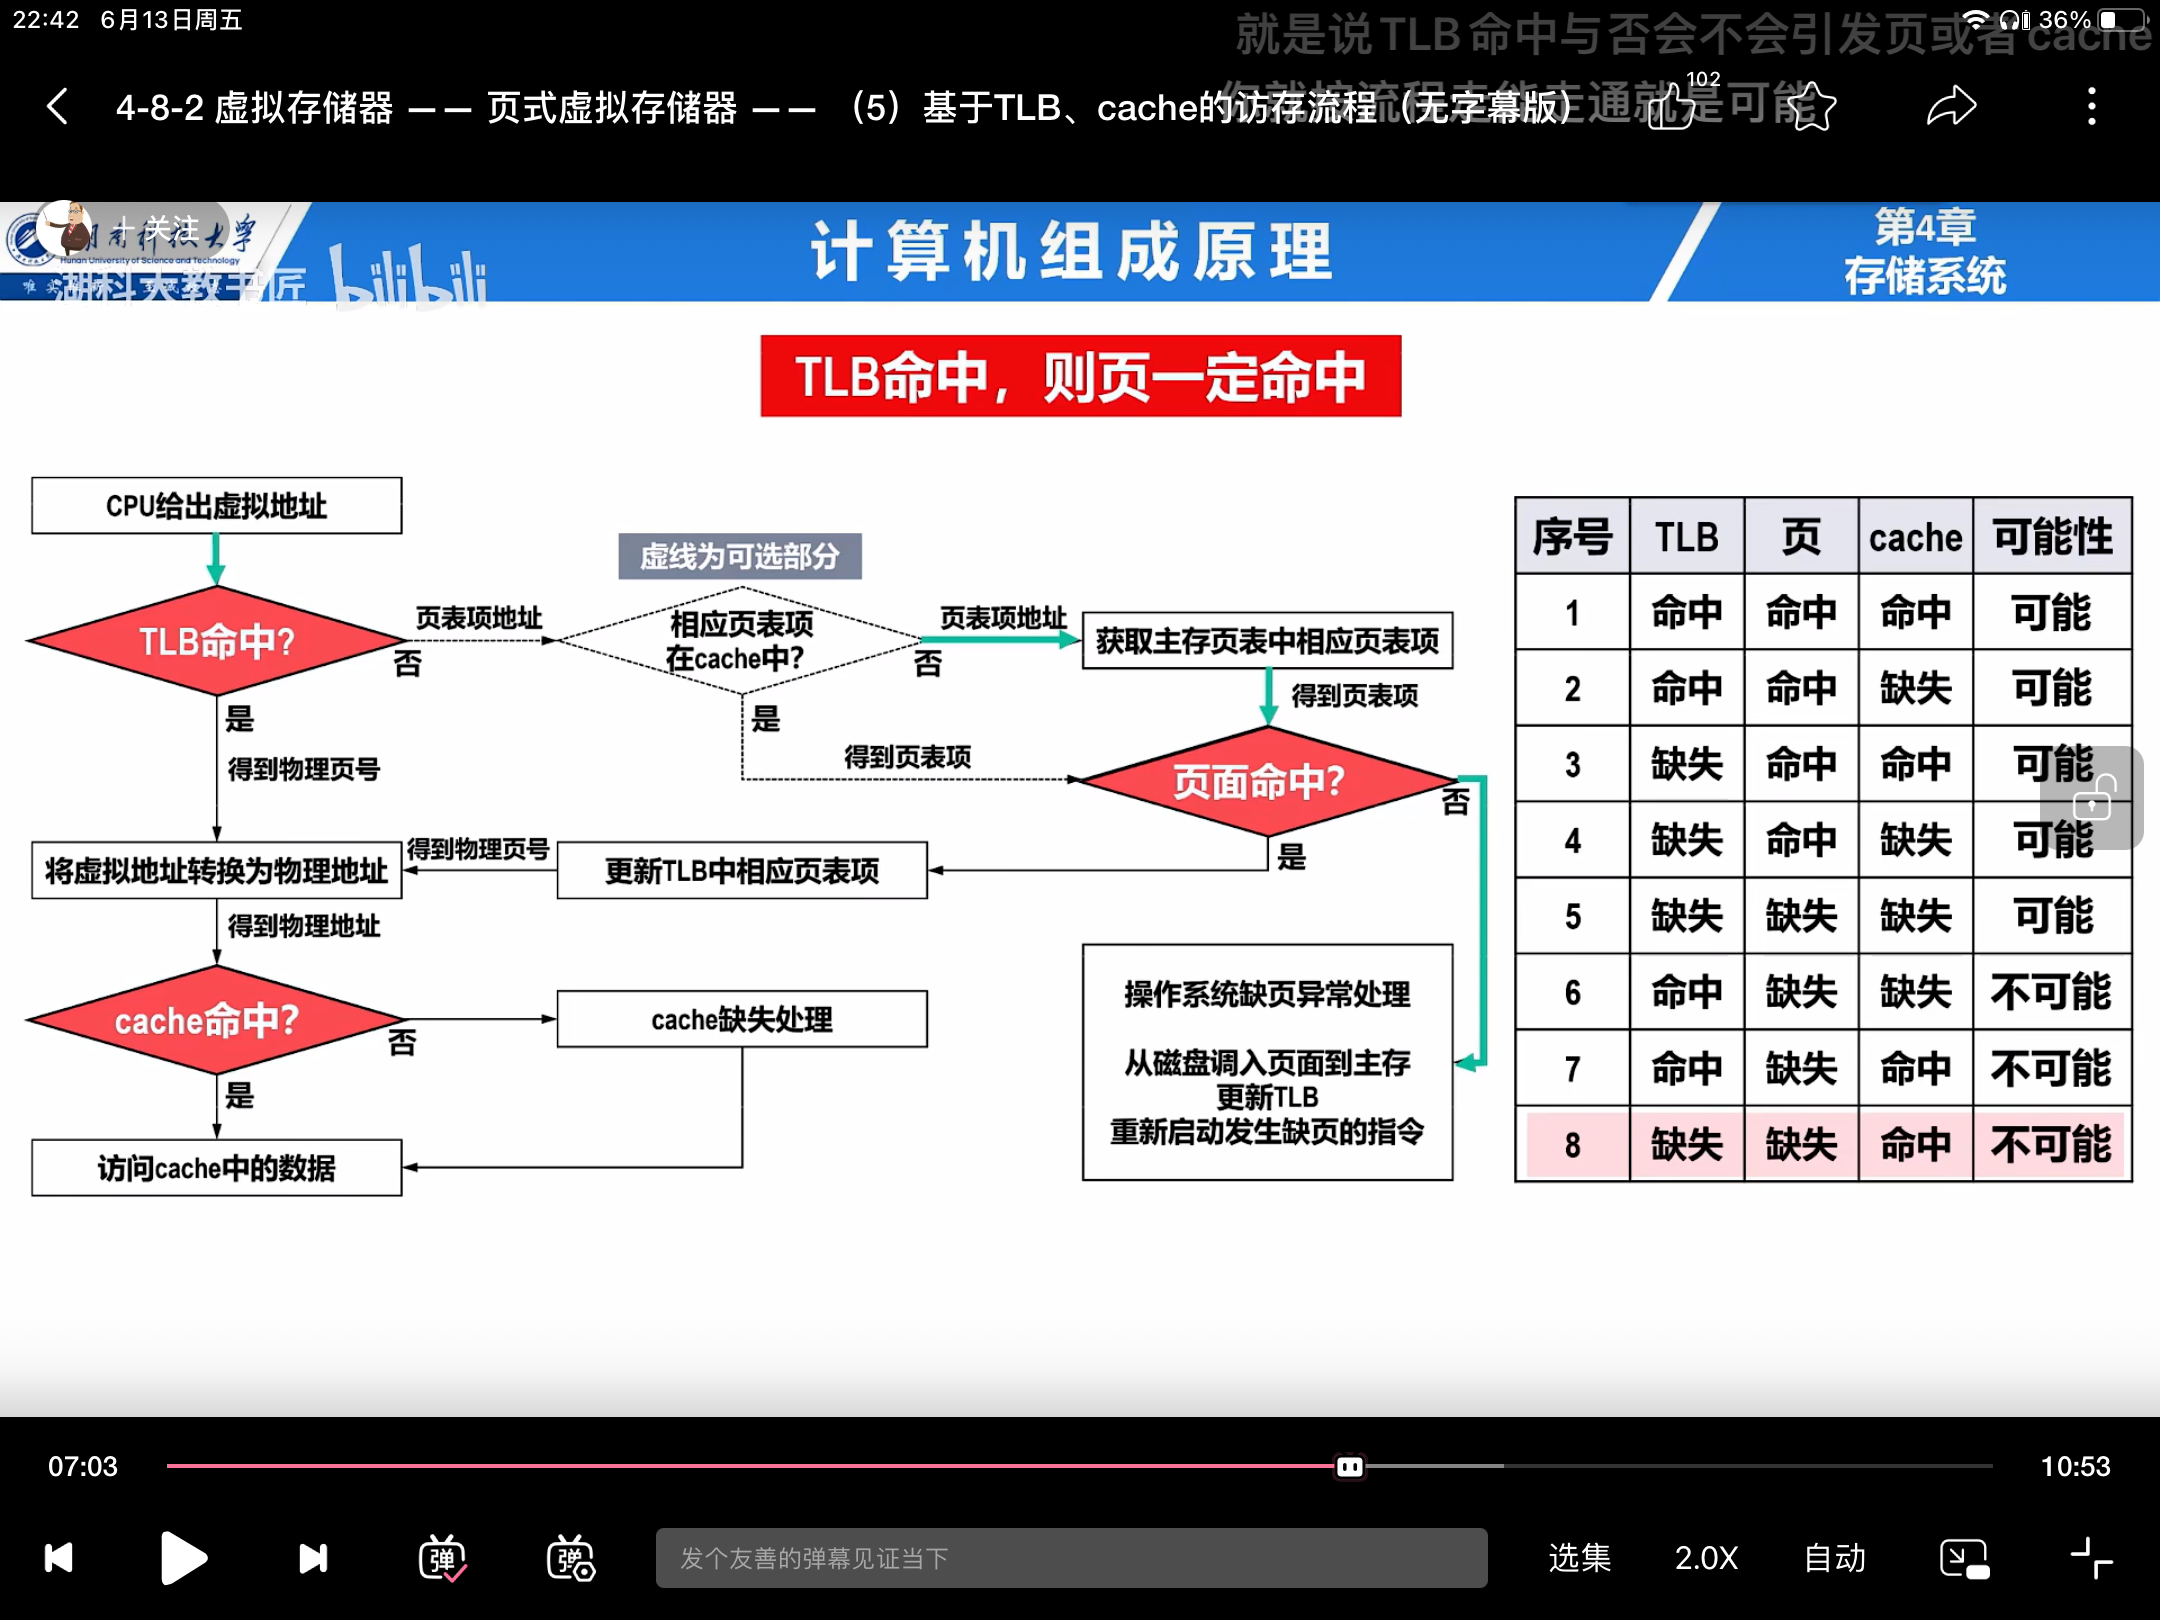 22:42 6月13日周五
36%
就是说TLB命中与否会不会引发页或者cache
4-8-2 虚拟存储器 —— 页式虚拟存储器 —— （5）基于TLB、cache的访存流程（无字幕版）
102
＋关注
Hunan University of Science and Technology
湖科大教书匠 bilibili
计算机组成原理
第4章
存储系统
TLB命中，则页一定命中
CPU给出虚拟地址
虚线为可选部分
TLB命中？
页表项地址
否
相应页表项
在cache中？
页表项地址
否
获取主存页表中相应页表项
是
得到物理页号
是
得到页表项
得到页表项
页面命中？
否
将虚拟地址转换为物理地址
得到物理页号
更新TLB中相应页表项
是
得到物理地址
cache命中？
否
cache缺失处理
是
访问cache中的数据
操作系统缺页异常处理
从磁盘调入页面到主存
更新TLB
重新启动发生缺页的指令
序号 TLB 页 cache 可能性
1 命中 命中 命中 可能
2 命中 命中 缺失 可能
3 缺失 命中 命中 可能
4 缺失 命中 缺失 可能
5 缺失 缺失 缺失 可能
6 命中 缺失 缺失 不可能
7 命中 缺失 命中 不可能
8 缺失 缺失 命中 不可能
07:03
10:53
弹
弹
发个友善的弹幕见证当下
选集
2.0X
自动